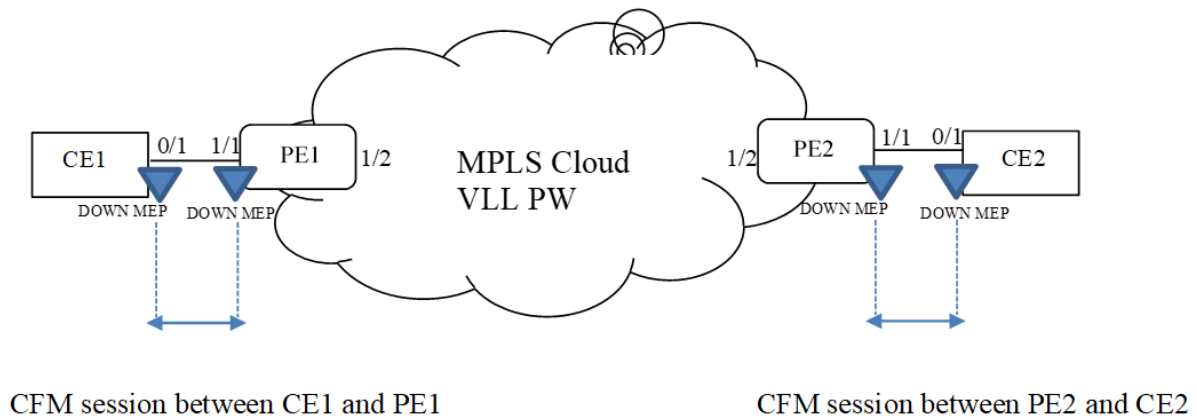 CE1
0/1
1/1
PE1
1/2
MPLS Cloud
VLL PW
1/2
PE2
1/1
0/1
CE2
DOWN MEP
DOWN MEP
DOWN MEP
DOWN MEP
CFM session between CE1 and PE1
CFM session between PE2 and CE2